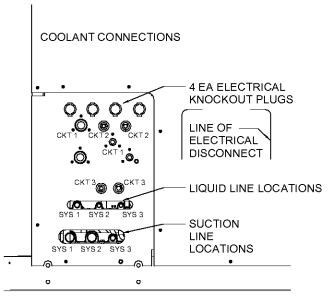 COOLANT CONNECTIONS
4 EA ELECTRICAL
KNOCKOUT PLUGS
LINE OF
ELECTRICAL
DISCONNECT
CKT 1 CKT 2 CKT 2
CKT 1
CKT 3 CKT 3
LIQUID LINE LOCATIONS
SYS 1 SYS 2 SYS 3
SUCTION
LINE
LOCATIONS
SYS 1 SYS 2 SYS 3